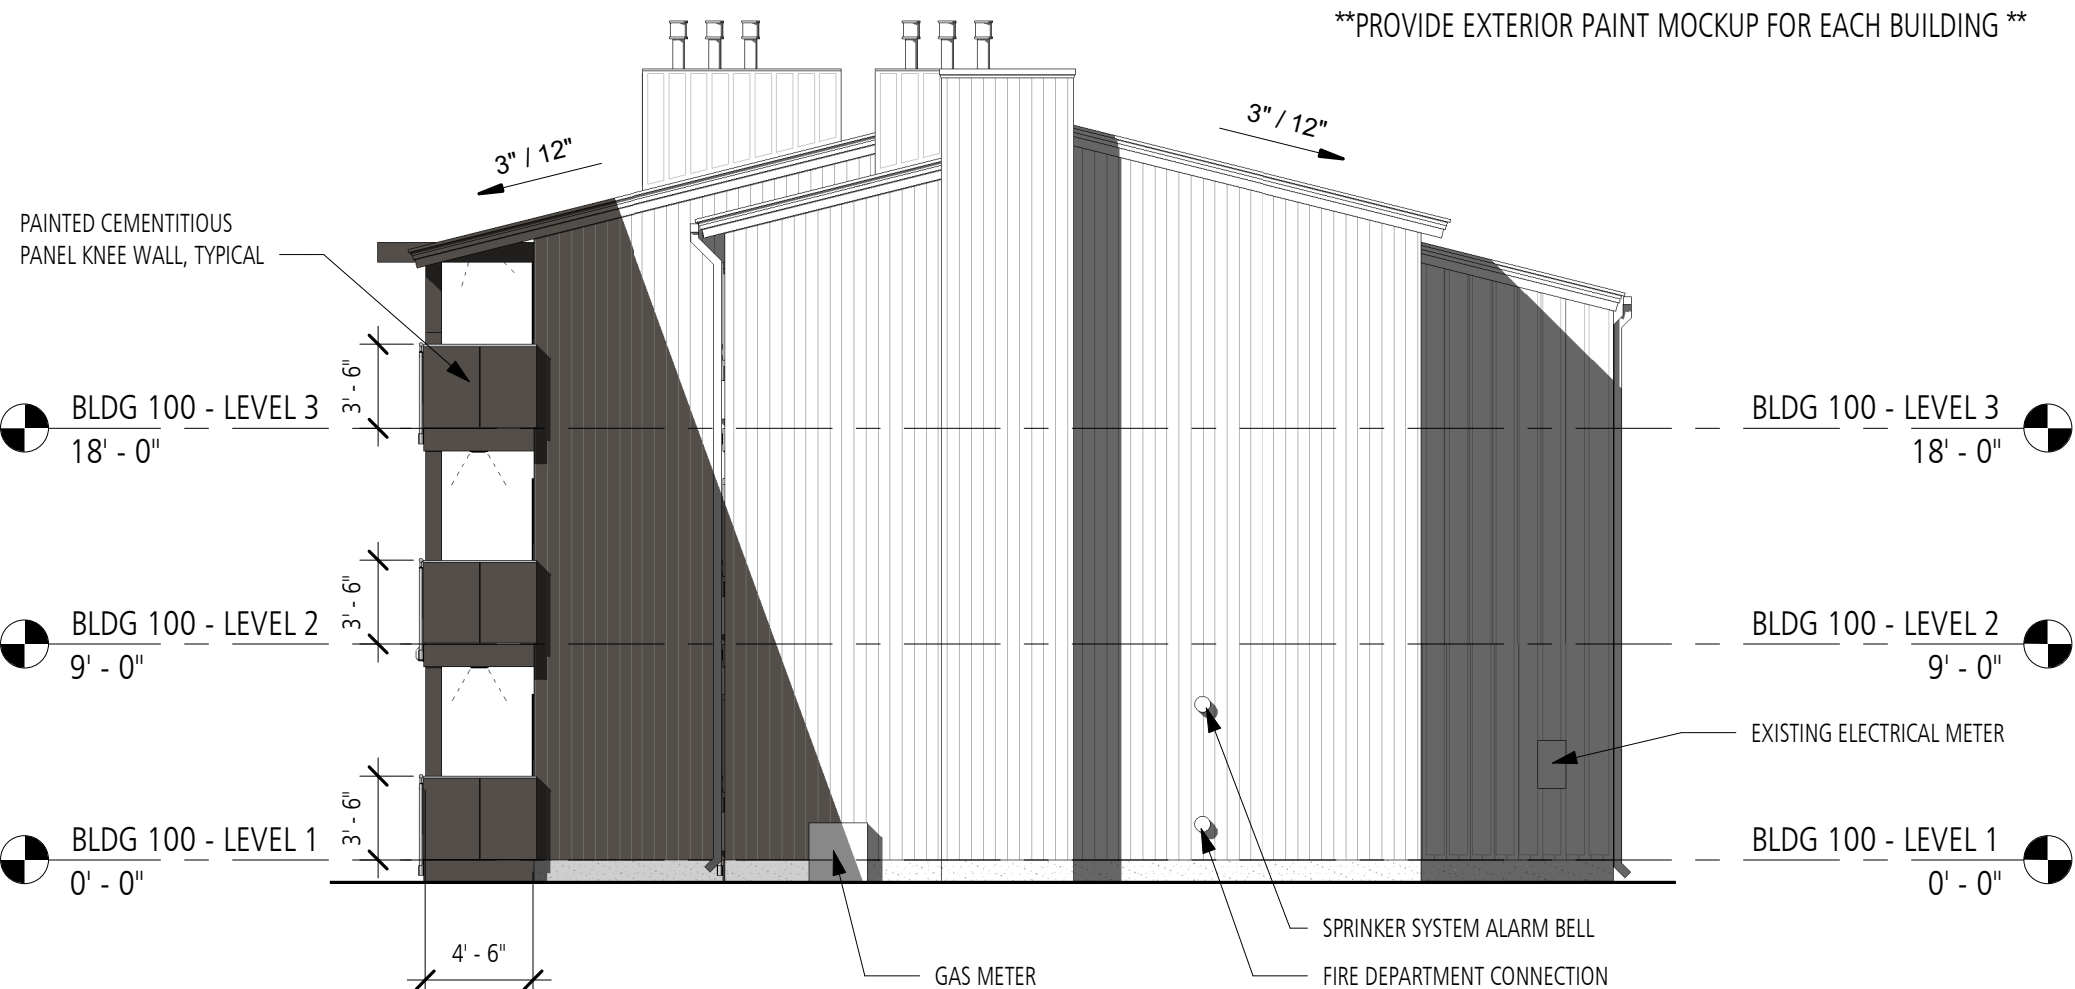 **PROVIDE EXTERIOR PAINT MOCKUP FOR EACH BUILDING **
3" / 12"
3" / 12"
PAINTED CEMENTITIOUS
PANEL KNEE WALL, TYPICAL
3' - 6"
BLDG 100 - LEVEL 3
18' - 0"
BLDG 100 - LEVEL 3
18' - 0"
3' - 6"
BLDG 100 - LEVEL 2
9' - 0"
BLDG 100 - LEVEL 2
9' - 0"
EXISTING ELECTRICAL METER
3' - 6"
BLDG 100 - LEVEL 1
0' - 0"
BLDG 100 - LEVEL 1
0' - 0"
4' - 6"
SPRINKER SYSTEM ALARM BELL
GAS METER
FIRE DEPARTMENT CONNECTION